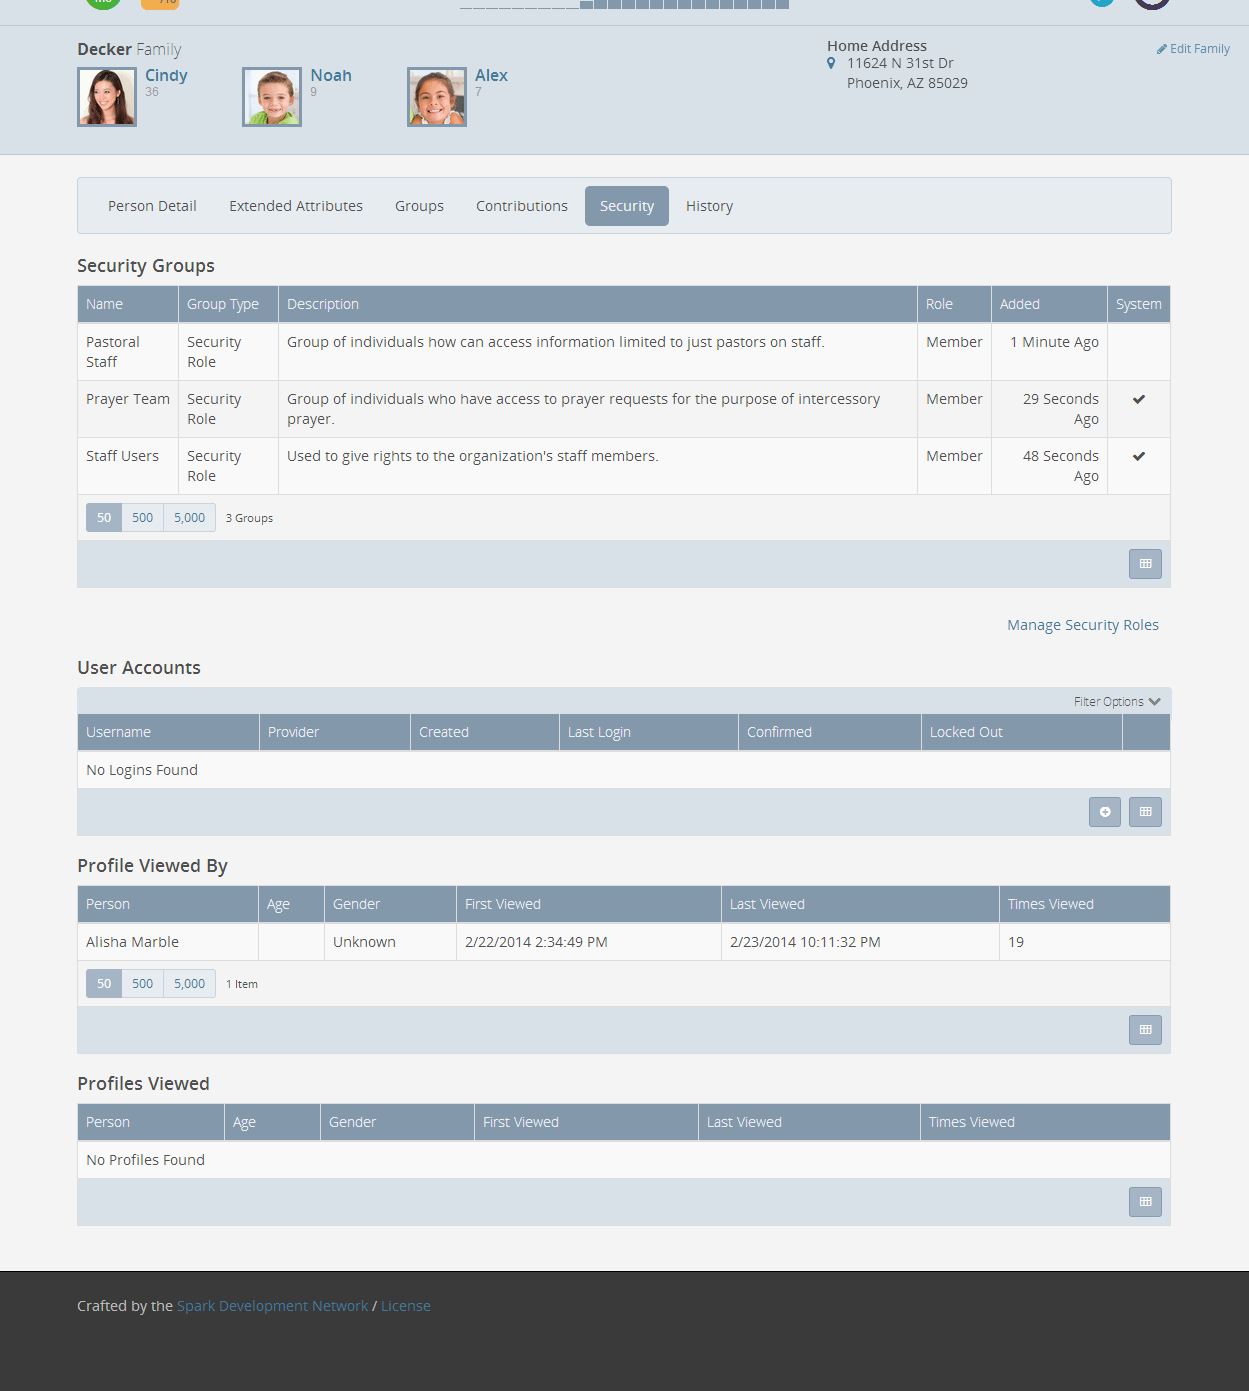 Decker Family
Cindy
36
Noah
9
Alex
7
Home Address
11624 N 31st Dr
Phoenix, AZ 85029
Edit Family
Person Detail Extended Attributes Groups Contributions Security History
Security Groups
Name Group Type Description Role Added System
Pastoral Staff Security Role Group of individuals how can access information limited to just pastors on staff. Member 1 Minute Ago
Prayer Team Security Role Group of individuals who have access to prayer requests for the purpose of intercessory prayer. Member 29 Seconds Ago
Staff Users Security Role Used to give rights to the organization's staff members. Member 48 Seconds Ago
50 500 5,000 3 Groups
Manage Security Roles
User Accounts
Filter Options
Username Provider Created Last Login Confirmed Locked Out
No Logins Found
Profile Viewed By
Person Age Gender First Viewed Last Viewed Times Viewed
Alisha Marble Unknown 2/22/2014 2:34:49 PM 2/23/2014 10:11:32 PM 19
50 500 5,000 1 Item
Profiles Viewed
Person Age Gender First Viewed Last Viewed Times Viewed
No Profiles Found
Crafted by the Spark Development Network / License